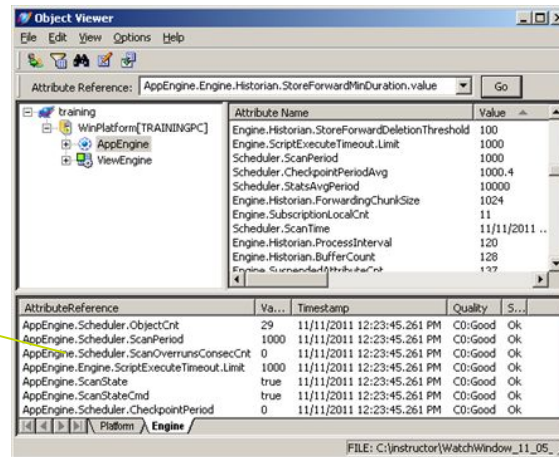 Object Viewer
File Edit View Options Help
Attribute Reference: AppEngine.Engine.Historian.StoreForwardMinDuration.value Go
training
WinPlatform[TRAININGPC]
AppEngine
ViewEngine
Attribute Name Value
Engine.Historian.StoreForwardDeletionThreshold 100
Engine.ScriptExecuteTimeout.Limit 1000
Scheduler.ScanPeriod 1000
Scheduler.CheckpointPeriodAvg 1000.4
Scheduler.StatsAvgPeriod 10000
Engine.Historian.ForwardingChunkSize 1024
Engine.SubscriptionLocalCnt 11
Scheduler.ScanTime 11/11/2011 ..
Engine.Historian.ProcessInterval 120
Engine.Historian.BufferCount 128
Engine.SuspendedAttributeCnt 137
AttributeReference Va... Timestamp Quality S...
AppEngine.Scheduler.ObjectCnt 29 11/11/2011 12:23:45.261 PM C0:Good Ok
AppEngine.Scheduler.ScanPeriod 1000 11/11/2011 12:23:45.261 PM C0:Good Ok
AppEngine.Scheduler.ScanOverrunsConsecCnt 0 11/11/2011 12:23:45.261 PM C0:Good Ok
AppEngine.Engine.ScriptExecuteTimeout.Limit 1000 11/11/2011 12:23:45.261 PM C0:Good Ok
AppEngine.ScanState true 11/11/2011 12:23:45.261 PM C0:Good Ok
AppEngine.ScanStateCmd true 11/11/2011 12:23:45.261 PM C0:Good Ok
AppEngine.Scheduler.CheckpointPeriod 0 11/11/2011 12:23:45.261 PM C0:Good Ok
Platform Engine
FILE: C:\instructor\WatchWindow_11_05_